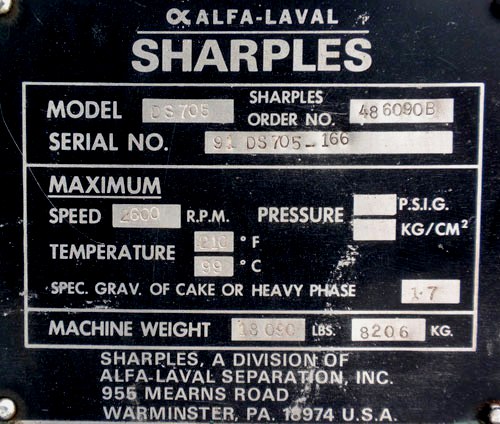 ALFA-LAVAL
SHARPLES
MODEL DS705 SHARPLES ORDER NO. 486090B
SERIAL NO. 91 DS705-166
MAXIMUM
SPEED 2600 R.P.M. PRESSURE P.S.I.G.
KG/CM²
TEMPERATURE 210 °F
99 °C
SPEC. GRAV. OF CAKE OR HEAVY PHASE 1.7
MACHINE WEIGHT 18090 LBS. 8206 KG.
SHARPLES, A DIVISION OF
ALFA-LAVAL SEPARATION, INC.
955 MEARNS ROAD
WARMINSTER, PA. 18974 U.S.A.